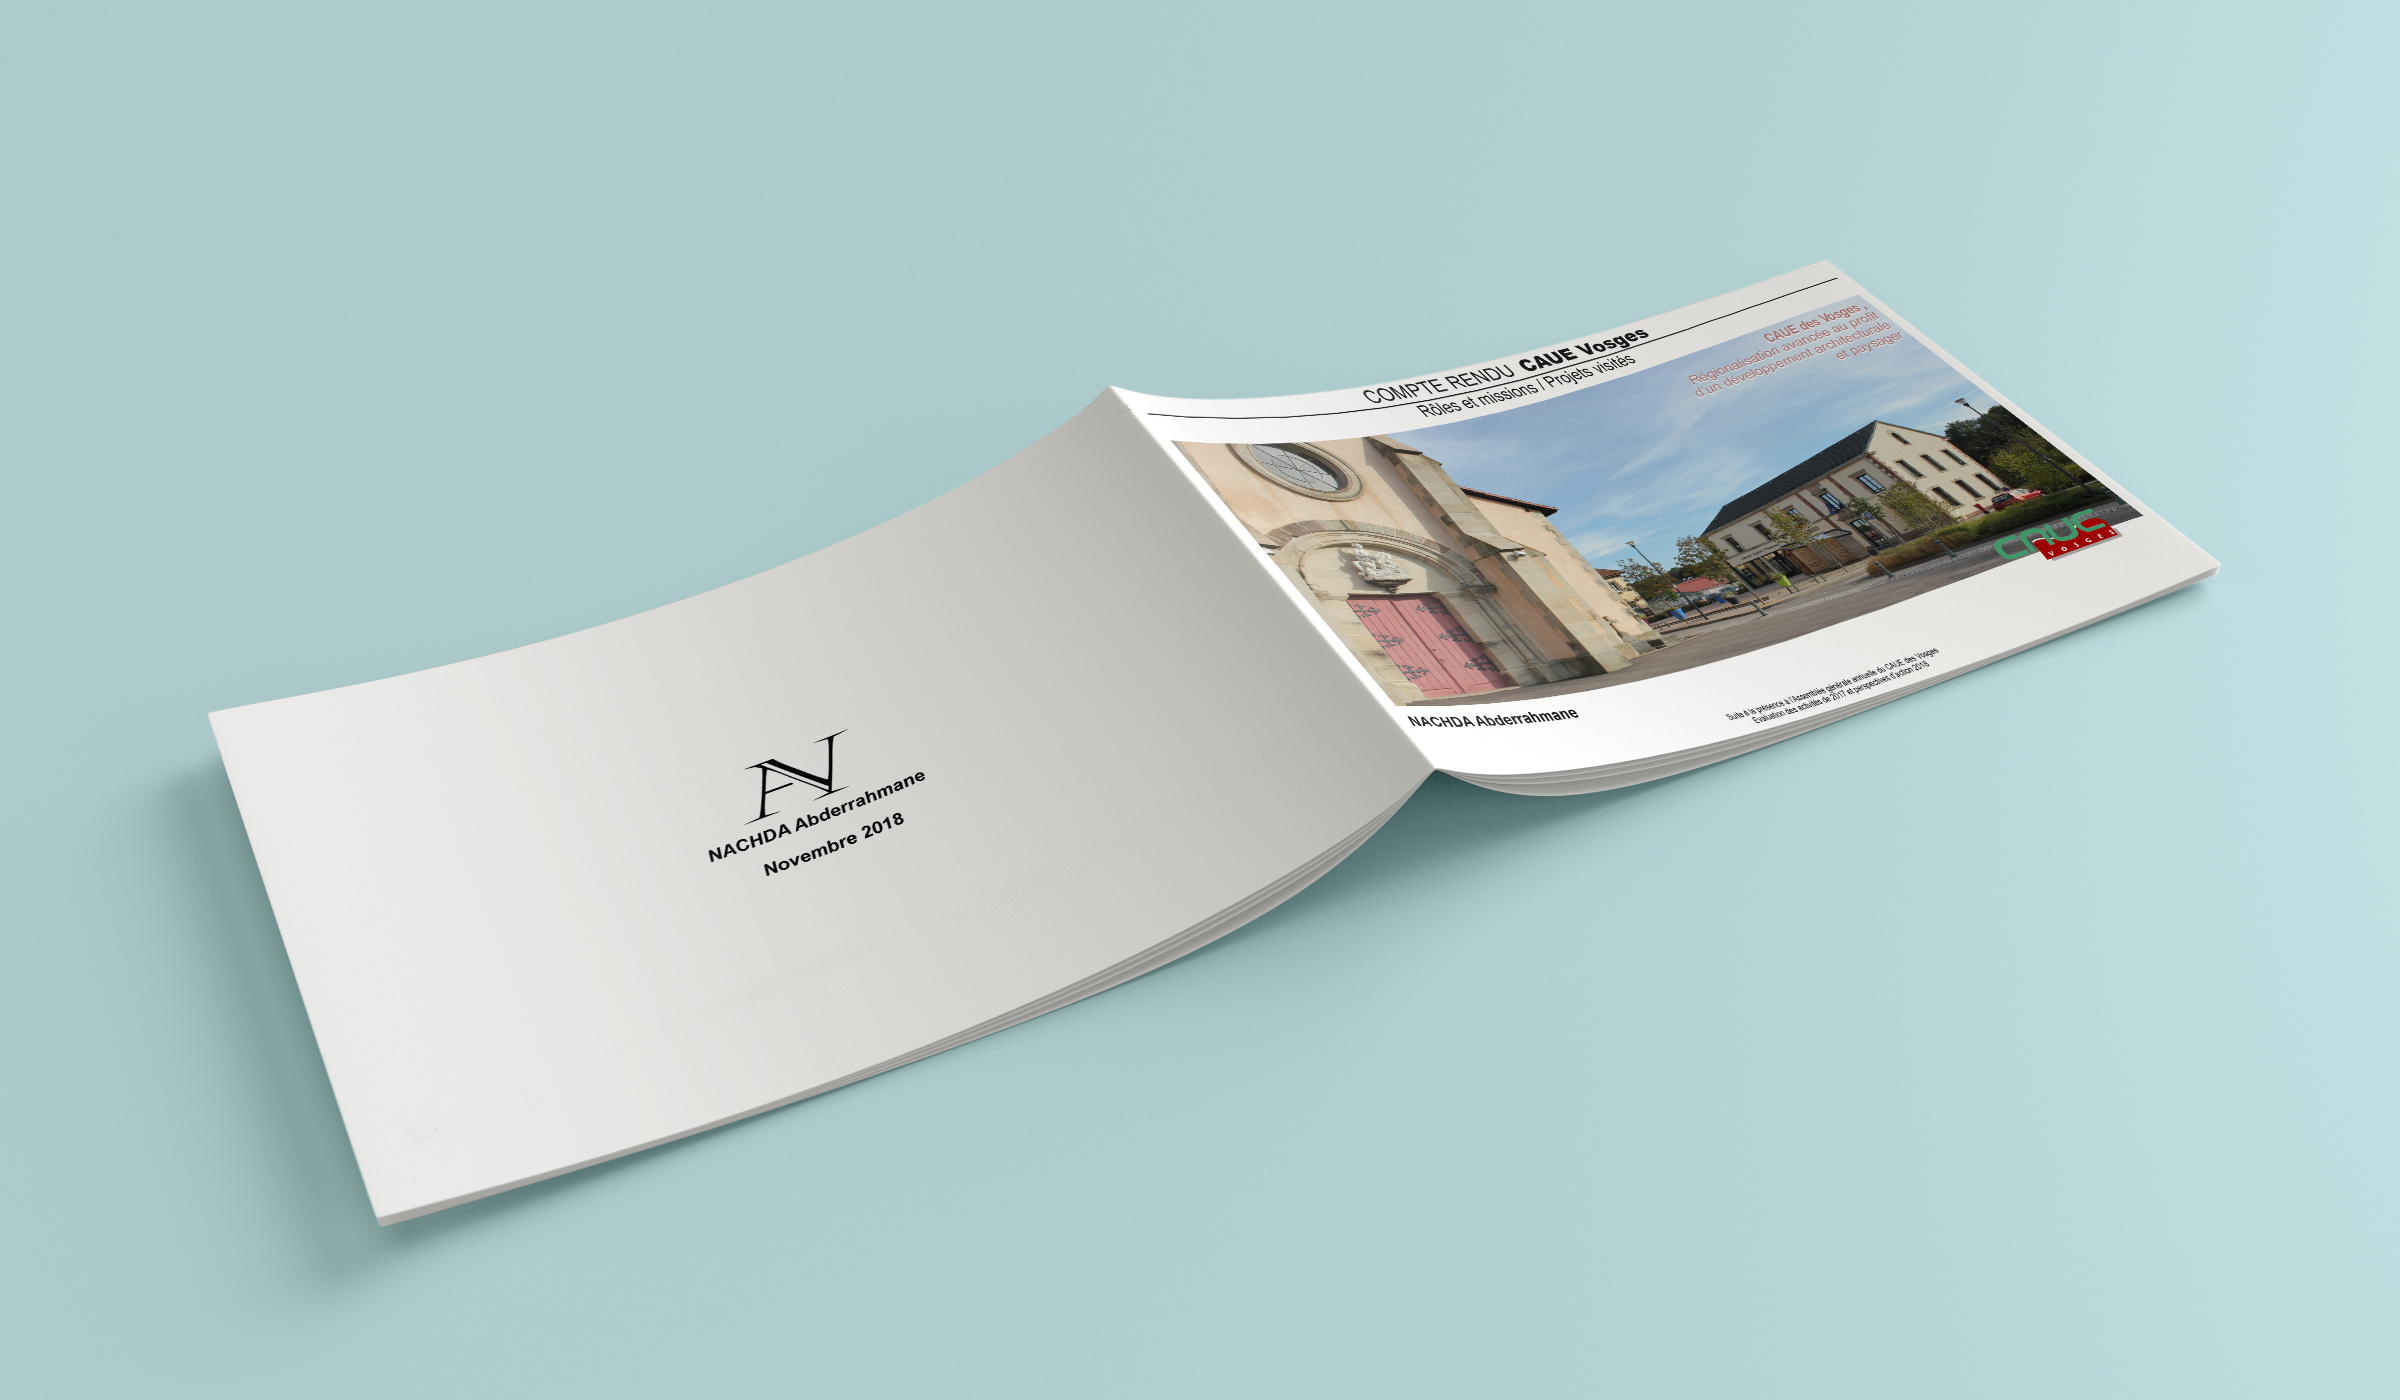 COMPTE RENDU CAUE Vosges
Rôles et missions / Projets visités
CAUE des Vosges ,
Régionalisation avancée au profit
d'un développement architecturale
et paysager
CAUE
VOSGES
NACHDA Abderrahmane
Suite à la présence à l'Assemblée générale annuelle du CAUE des Vosges
Evaluation des activités de 2017 et perspectives d'action 2018
AN
NACHDA Abderrahmane
Novembre 2018